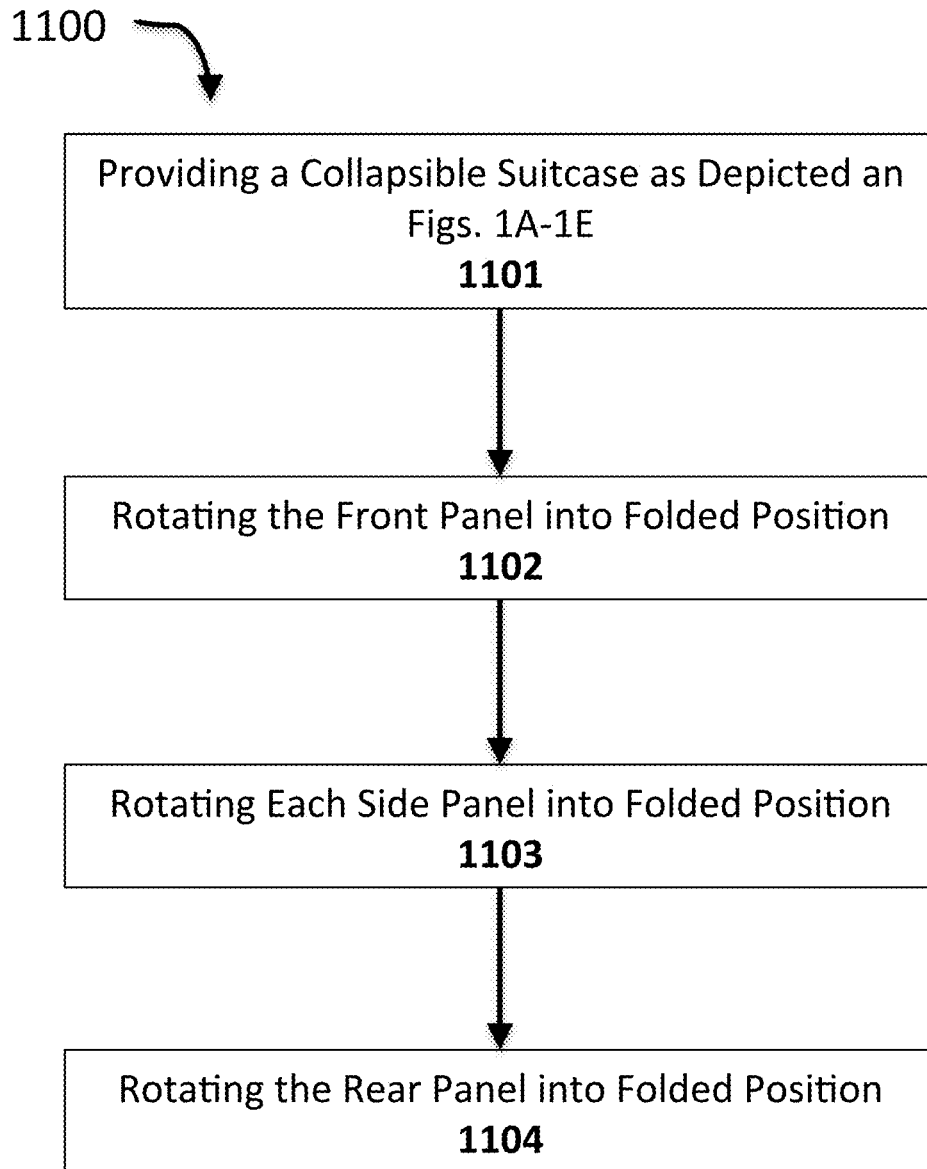 1100
Providing a Collapsible Suitcase as Depicted an
Figs. 1A-1E
1101
Rotating the Front Panel into Folded Position
1102
Rotating Each Side Panel into Folded Position
1103
Rotating the Rear Panel into Folded Position
1104